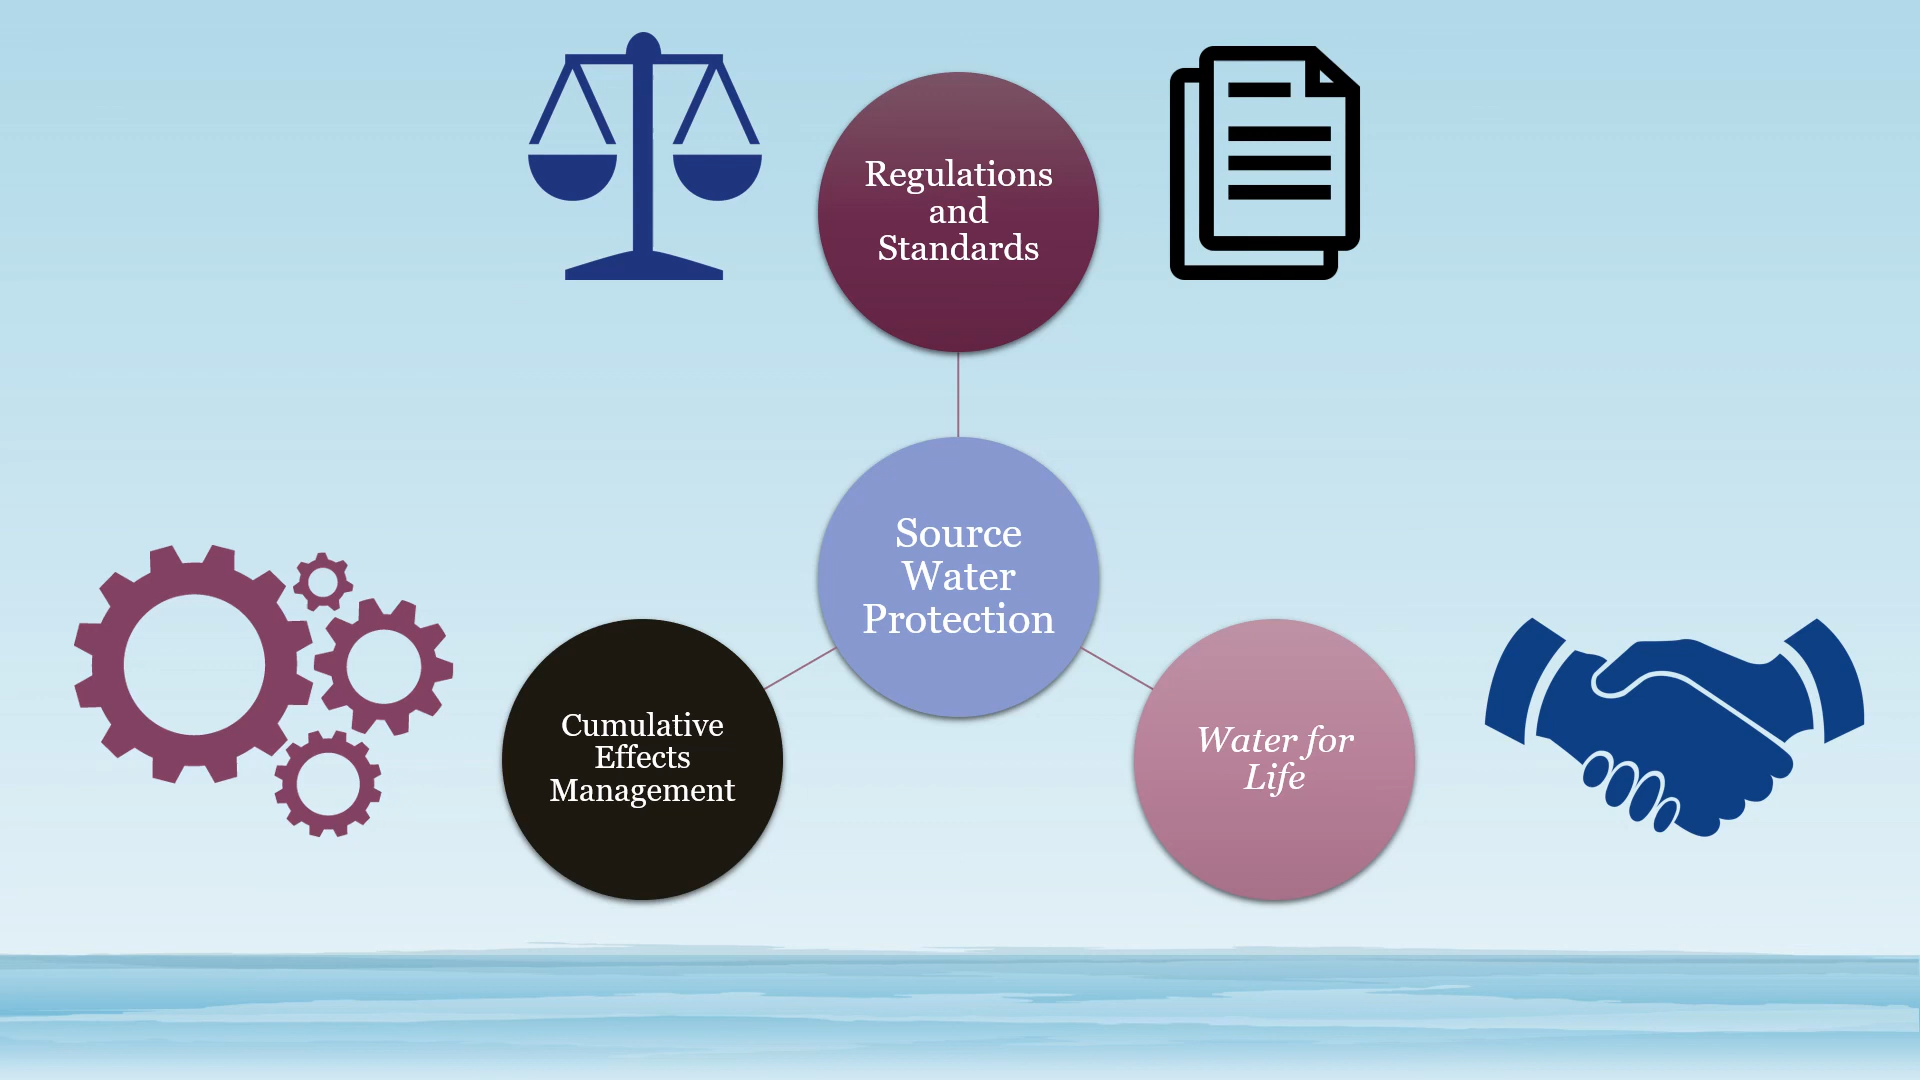 Regulations
and
Standards
Source
Water
Protection
Cumulative
Effects
Management
Water for
Life